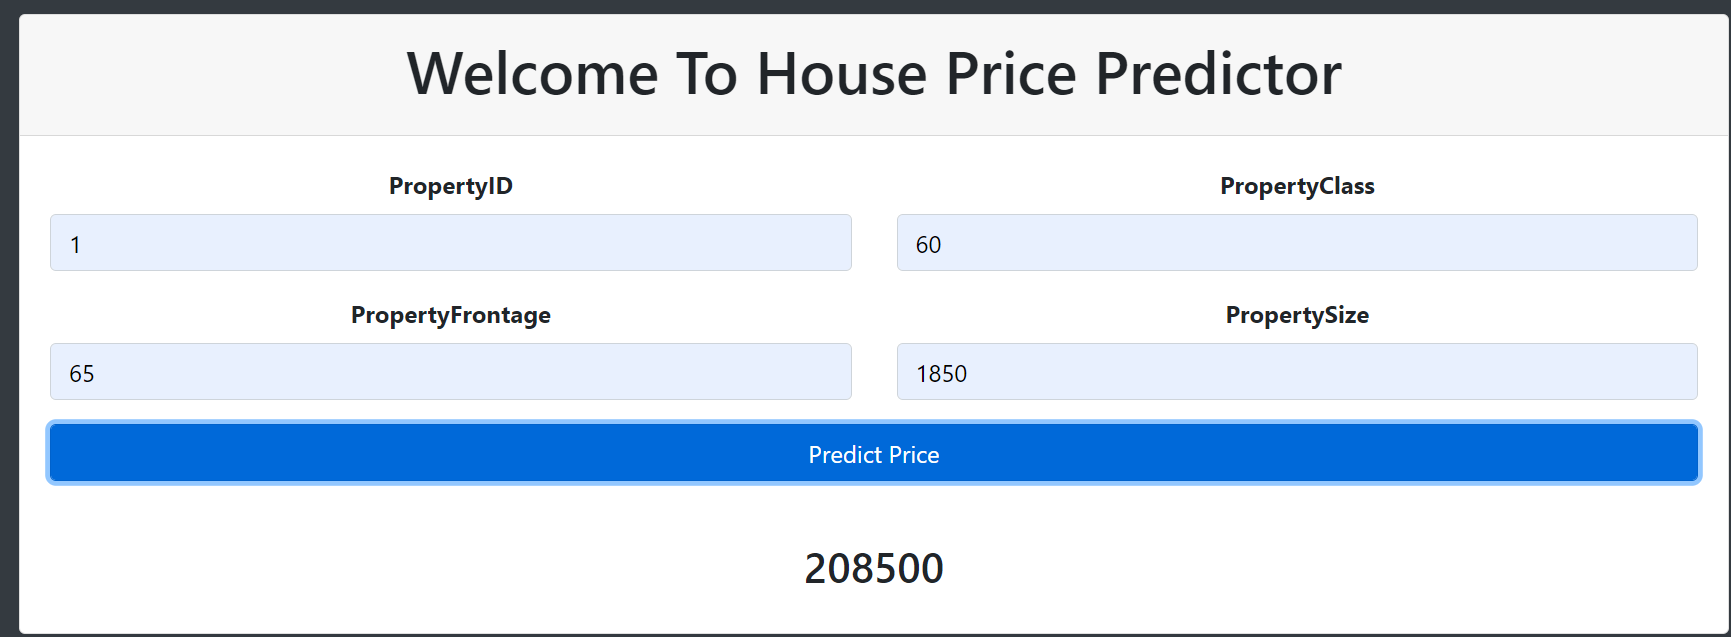 Welcome To House Price Predictor
PropertyID
PropertyClass
1
60
PropertyFrontage
PropertySize
65
1850
Predict Price
208500